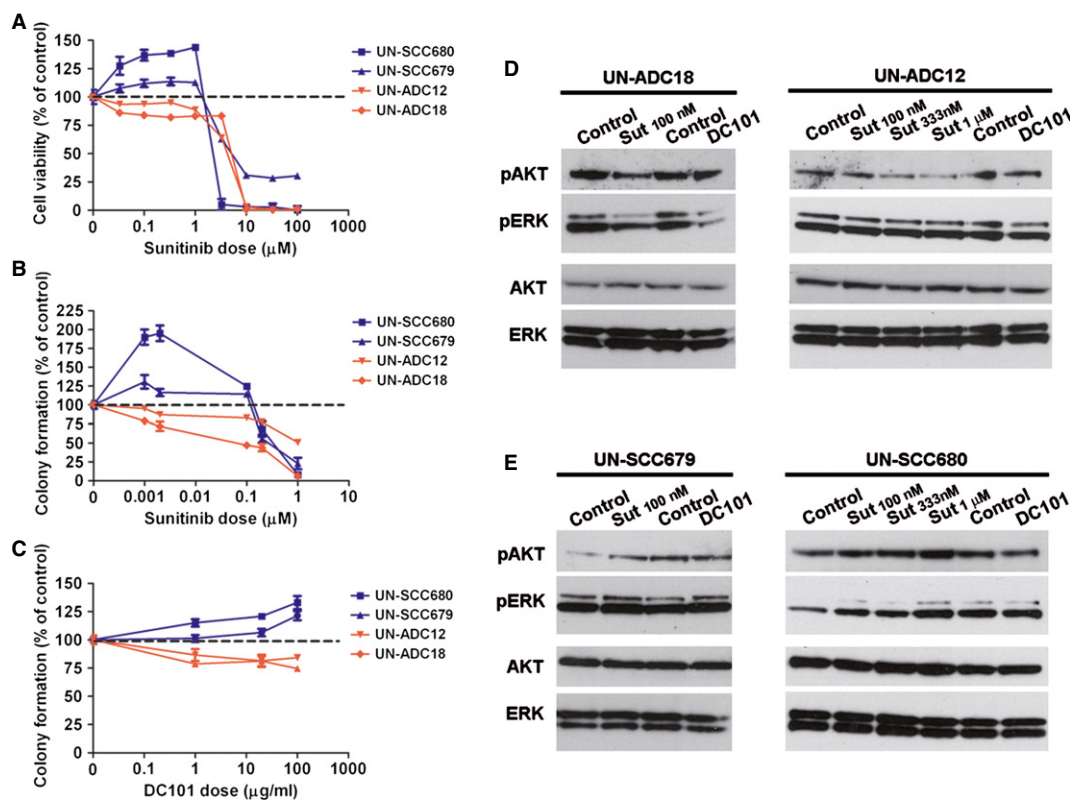 A
Cell viability (% of control)
150
125
100
75
50
25
0
0 0.1 1 10 100 1000
Sunitinib dose (μM)
UN-SCC680
UN-SCC679
UN-ADC12
UN-ADC18
B
Colony formation (% of control)
225
200
175
150
125
100
75
50
25
0
0 0.001 0.01 0.1 1 10
Sunitinib dose (μM)
UN-SCC680
UN-SCC679
UN-ADC12
UN-ADC18
C
Colony formation (% of control)
150
125
100
75
50
25
0
0 0.1 1 10 100 1000
DC101 dose (μg/ml)
UN-SCC680
UN-SCC679
UN-ADC12
UN-ADC18
D
UN-ADC18 UN-ADC12
Control Sut 100 nM Control DC101 Control Sut 100 nM Sut 333nM Sut 1 μM Control DC101
pAKT
pERK
AKT
ERK
E
UN-SCC679 UN-SCC680
Control Sut 100 nM Control DC101 Control Sut 100 nM Sut 333nM Sut 1 μM Control DC101
pAKT
pERK
AKT
ERK